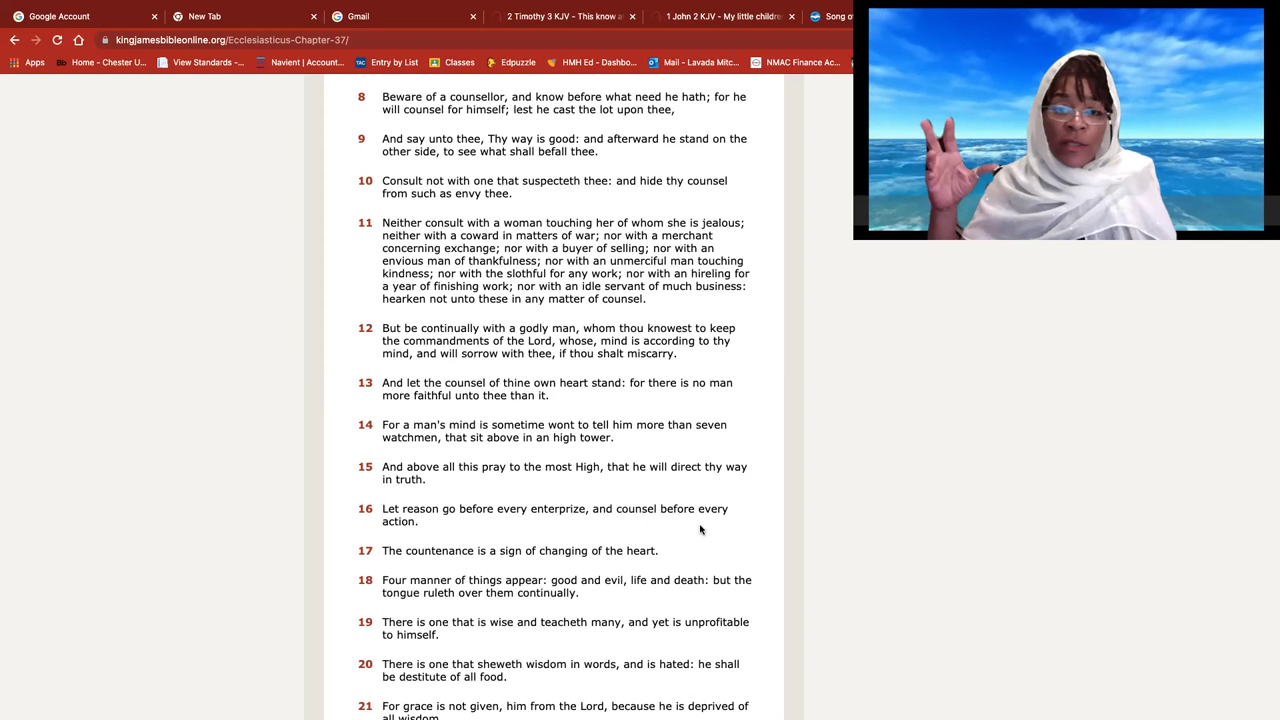 Google Account
New Tab
Gmail
2 Timothy 3 KJV - This know a
1 John 2 KJV - My little childre
Song of
kingjamesbibleonline.org/Ecclesiasticus-Chapter-37/
Apps
Bb Home - Chester U...
View Standards -...
Navient | Account...
TAC Entry by List
Classes
Edpuzzle
HMH Ed - Dashbo...
Mail - Lavada Mitc...
NMAC Finance Ac...
8 Beware of a counsellor, and know before what need he hath; for he
will counsel for himself; lest he cast the lot upon thee,
9 And say unto thee, Thy way is good: and afterward he stand on the
other side, to see what shall befall thee.
10 Consult not with one that suspecteth thee: and hide thy counsel
from such as envy thee.
11 Neither consult with a woman touching her of whom she is jealous;
neither with a coward in matters of war; nor with a merchant
concerning exchange; nor with a buyer of selling; nor with an
envious man of thankfulness; nor with an unmerciful man touching
kindness; nor with the slothful for any work; nor with an hireling for
a year of finishing work; nor with an idle servant of much business:
hearken not unto these in any matter of counsel.
12 But be continually with a godly man, whom thou knowest to keep
the commandments of the Lord, whose, mind is according to thy
mind, and will sorrow with thee, if thou shalt miscarry.
13 And let the counsel of thine own heart stand: for there is no man
more faithful unto thee than it.
14 For a man's mind is sometime wont to tell him more than seven
watchmen, that sit above in an high tower.
15 And above all this pray to the most High, that he will direct thy way
in truth.
16 Let reason go before every enterprize, and counsel before every
action.
17 The countenance is a sign of changing of the heart.
18 Four manner of things appear: good and evil, life and death: but the
tongue ruleth over them continually.
19 There is one that is wise and teacheth many, and yet is unprofitable
to himself.
20 There is one that sheweth wisdom in words, and is hated: he shall
be destitute of all food.
21 For grace is not given, him from the Lord, because he is deprived of
all wisdom